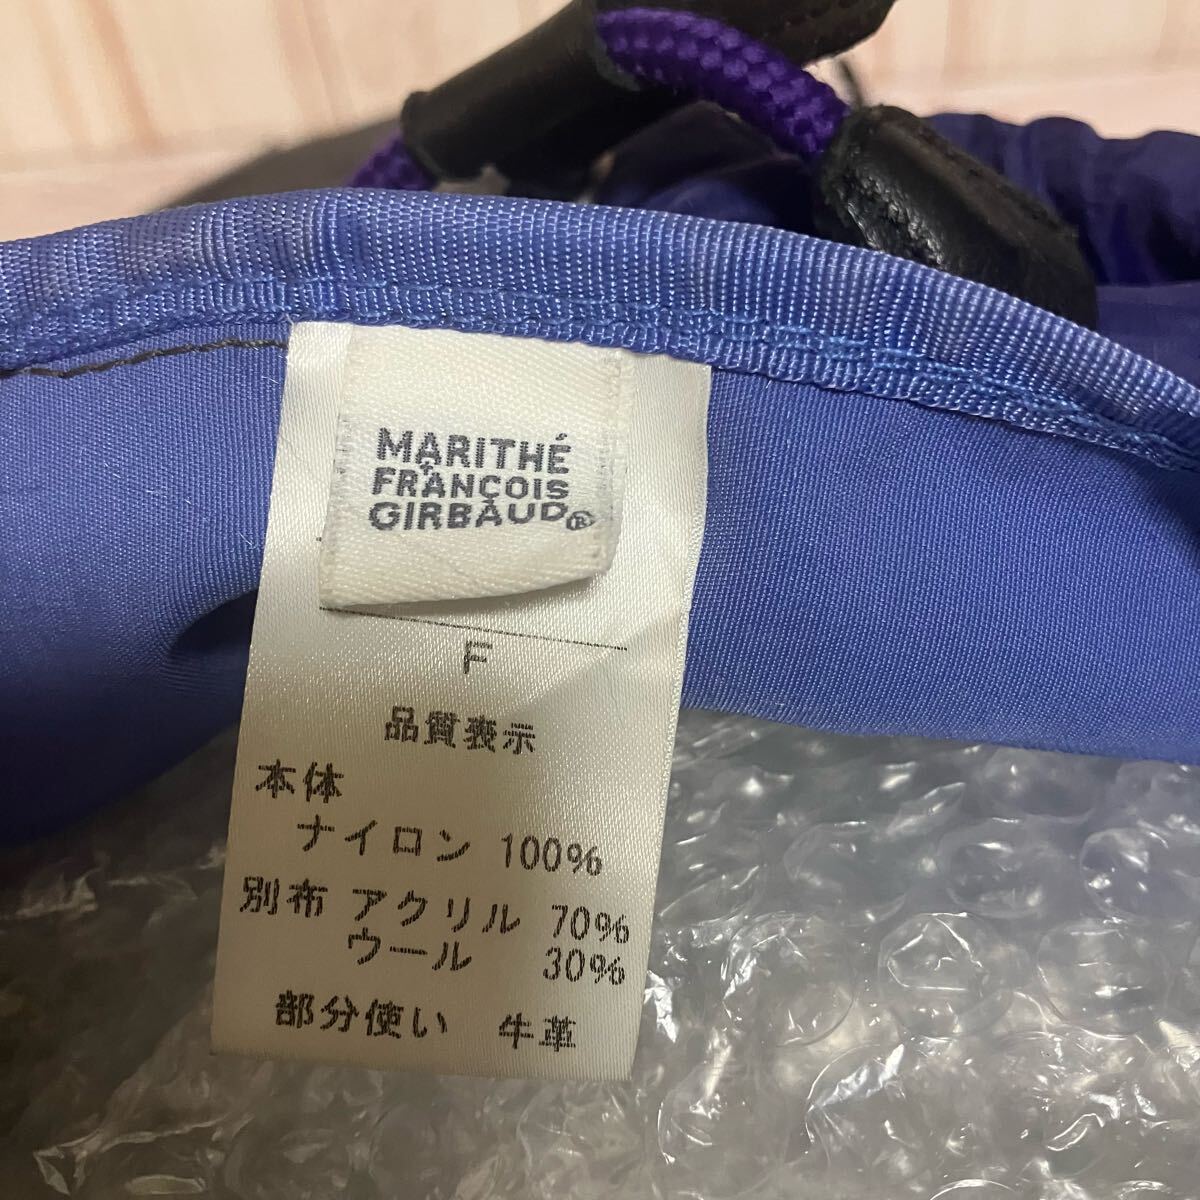 MARITHÉ
+
FRANÇOIS
GIRBAUD®
F
品質表示
本体
ナイロン 100%
別布 アクリル 70%
ウール 30%
部分使い 牛革